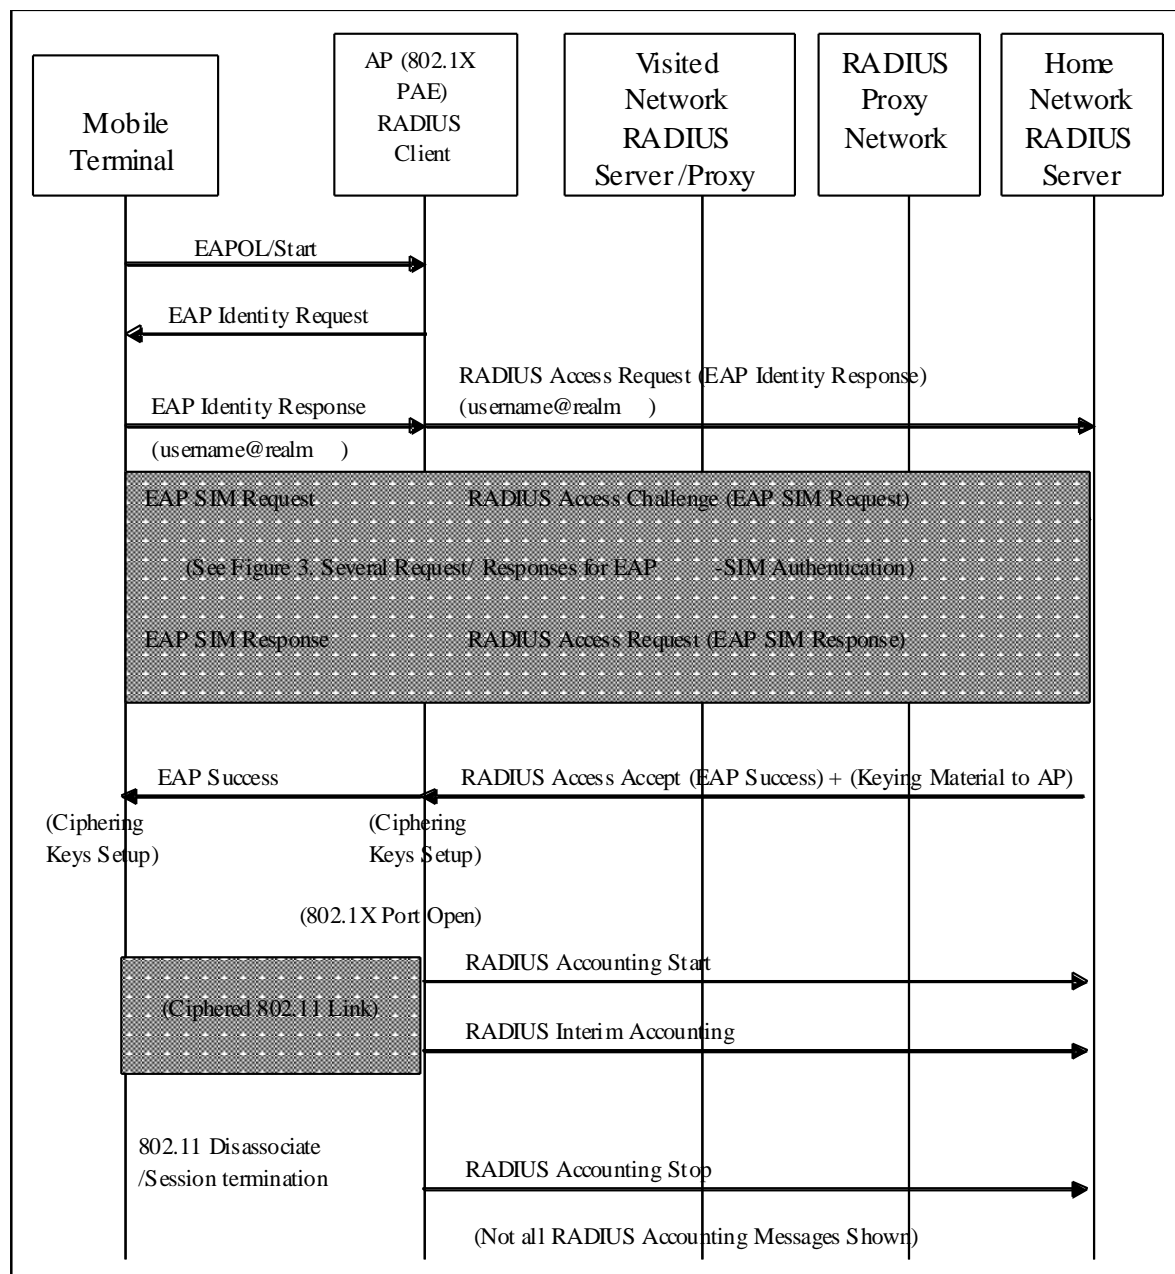 Mobile
Terminal
AP (802.1X
PAE)
RADIUS
Client
Visited
Network
RADIUS
Server /Proxy
RADIUS
Proxy
Network
Home
Network
RADIUS
Server
EAPOL/Start
EAP Identity Request
RADIUS Access Request (EAP Identity Response)
(username@realm )
EAP Identity Response
(username@realm )
EAP SIM Request
RADIUS Access Challenge (EAP SIM Request)
(See Figure 3. Several Request/ Responses for EAP -SIM Authentication)
EAP SIM Response
RADIUS Access Request (EAP SIM Response)
EAP Success
RADIUS Access Accept (EAP Success) + (Keying Material to AP)
(Ciphering
Keys Setup)
(Ciphering
Keys Setup)
(802.1X Port Open)
RADIUS Accounting Start
(Ciphered 802.11 Link)
RADIUS Interim Accounting
802.11 Disassociate
/Session termination
RADIUS Accounting Stop
(Not all RADIUS Accounting Messages Shown)